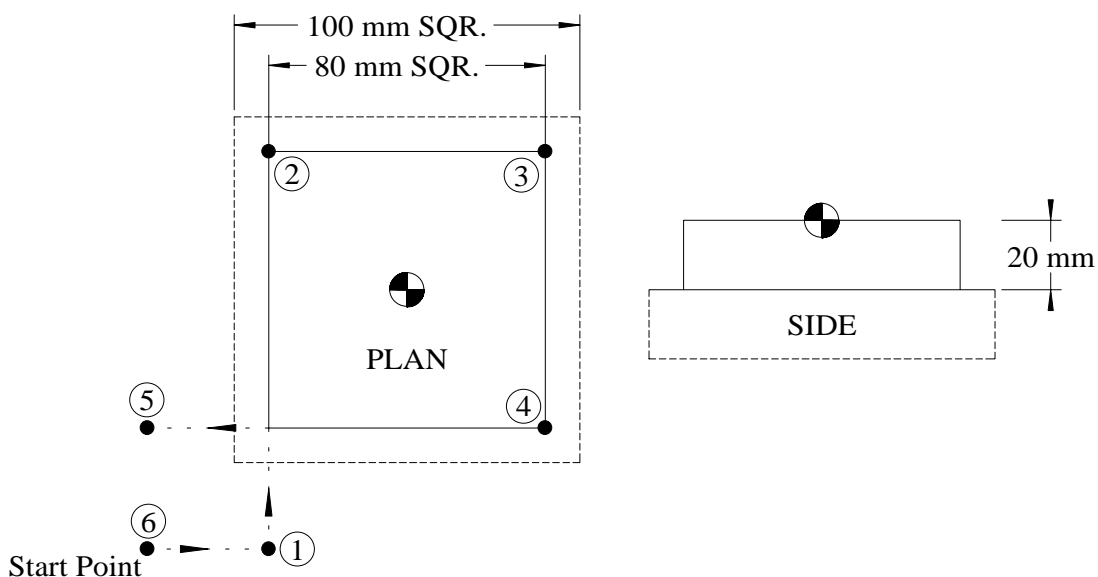 100 mm SQR.
80 mm SQR.
2
3
20 mm
SIDE
PLAN
5
4
6
1
Start Point